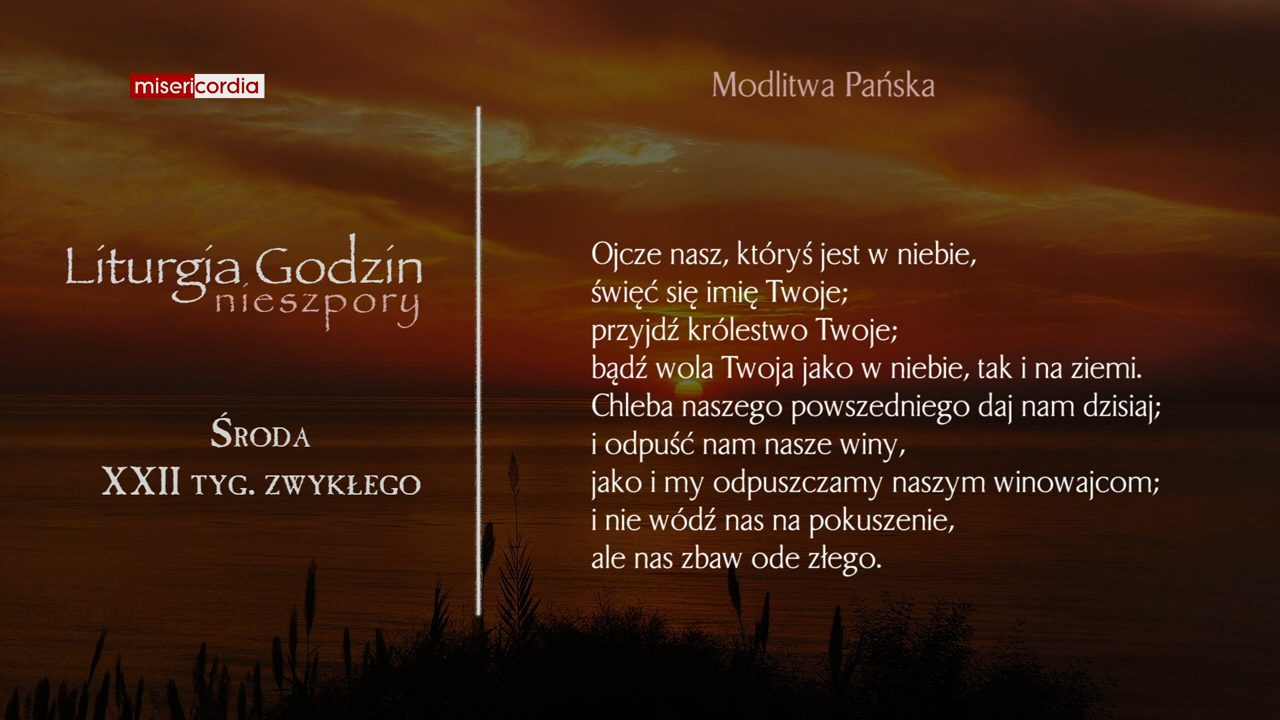 misericordia
Liturgia Godzin
nieszpory
Środa
XXII tyg. zwykłego
Modlitwa Pańska
Ojcze nasz, któryś jest w niebie,
święć się imię Twoje;
przyjdź królestwo Twoje;
bądź wola Twoja jako w niebie, tak i na ziemi.
Chleba naszego powszedniego daj nam dzisiaj;
i odpuść nam nasze winy,
jako i my odpuszczamy naszym winowajcom;
i nie wódź nas na pokuszenie,
ale nas zbaw ode złego.